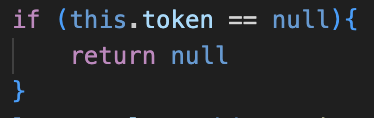 if (this.token == null){
    return null
}